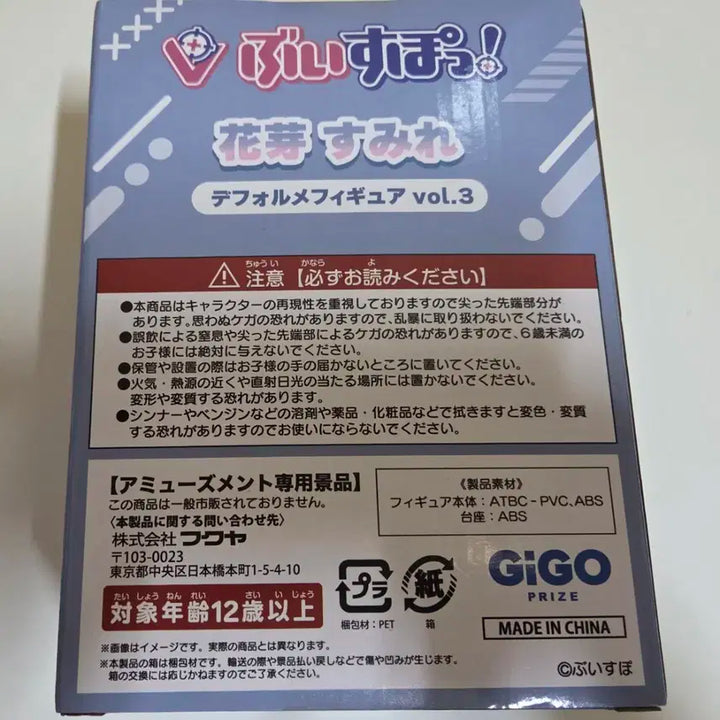 ぶいすぽっ!
花芽 すみれ
デフォルメフィギュア vol.3
ちゅうい かなら よ
注意【必ずお読みください】
●本商品はキャラクターの再現性を重視しておりますので尖った先端部分が
あります。思わぬケガの恐れがありますので、乱暴に取り扱わないでください。
●誤飲による窒息や尖った先端部によるケガの恐れがありますので、6歳未満の
お子様には絶対に与えないでください。
●保管や設置の際はお子様の手の届かないところに置いてください。
●火気・熱源の近くや直射日光の当たる場所には置かないでください。
変形や変質する恐れがあります。
●シンナーやベンジンなどの溶剤や薬品・化粧品などで拭きますと変色・変質
する恐れがありますのでお使いにならないでください。
【アミューズメント専用景品】
この商品は一般市販されておりません。
〈本製品に関する問い合わせ先〉
株式会社 フクヤ
〒103-0023
東京都中央区日本橋本町1-5-4-10
《製品素材》
フィギュア本体:ATBC-PVC、ABS
台座:ABS
たいしょうねんれい さいいじょう
対象年齢12歳以上
プラ
梱包材:PET
紙
箱
GiGO
PRIZE
MADE IN CHINA
※画像はイメージです。実際の商品とは異なります。
※本製品の箱は梱包材です。輸送の際や景品払い戻しなどで傷や凹みが生じます。
箱の交換には応じかねますのでご了承ください。
©ぶいすぽ